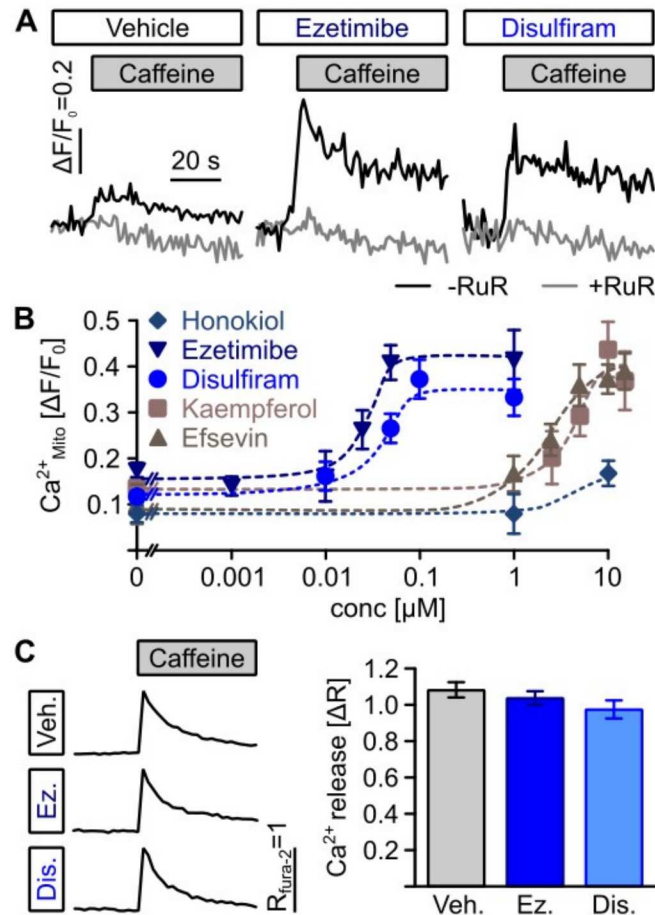 A
Vehicle
Ezetimibe
Disulfiram
Caffeine
Caffeine
Caffeine
ΔF/F₀=0.2
20 s
-RuR
+RuR
B
Ca²⁺Mito [ΔF/F₀]
0.5
0.4
0.3
0.2
0.1
Honokiol
Ezetimibe
Disulfiram
Kaempferol
Efsevin
0
0.001
0.01
0.1
1
10
conc [µM]
C
Caffeine
Veh.
Ez.
Dis.
Rfura-2=1
Ca²⁺ release [ΔR]
1.2
1.0
0.8
0.6
0.4
0.2
Veh.
Ez.
Dis.